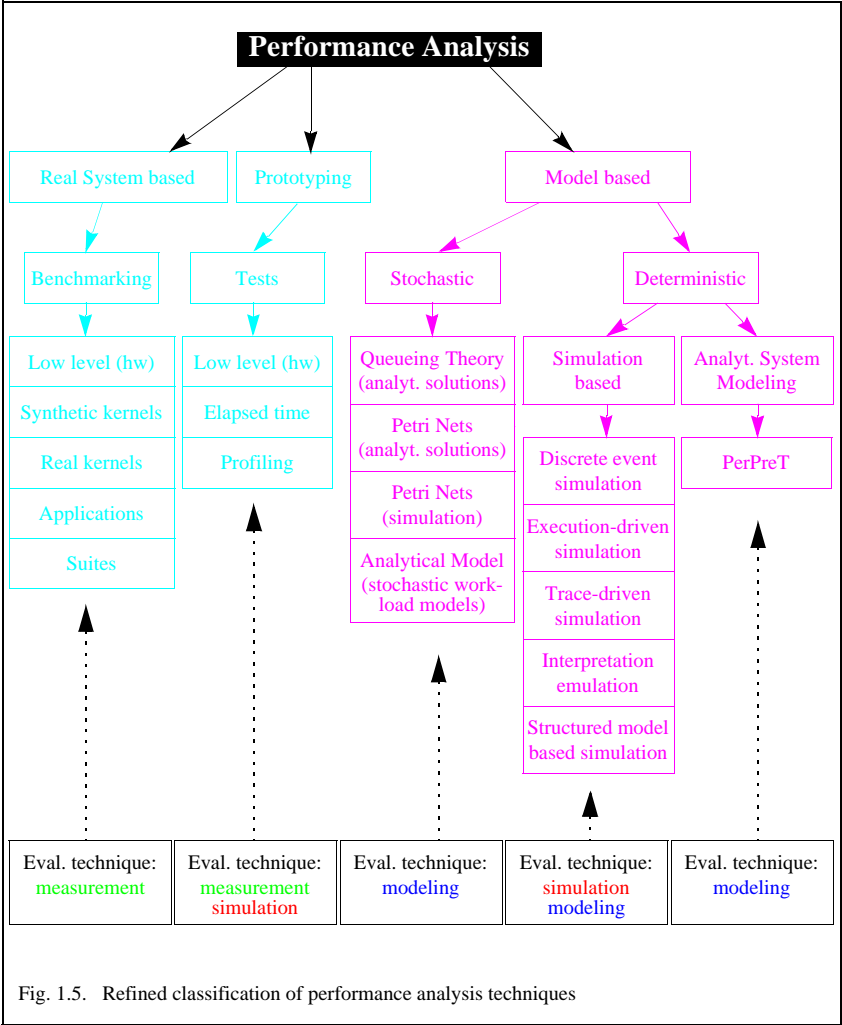 Performance Analysis
Real System based
Prototyping
Model based
Benchmarking
Tests
Stochastic
Deterministic
Low level (hw)
Synthetic kernels
Real kernels
Applications
Suites
Low level (hw)
Elapsed time
Profiling
Queueing Theory
(analyt. solutions)
Petri Nets
(analyt. solutions)
Petri Nets
(simulation)
Analytical Model
(stochastic work-
load models)
Simulation
based
Discrete event
simulation
Execution-driven
simulation
Trace-driven
simulation
Interpretation
emulation
Structured model
based simulation
Analyt. System
Modeling
PerPreT
Eval. technique:
measurement
Eval. technique:
measurement
simulation
Eval. technique:
modeling
Eval. technique:
simulation
modeling
Eval. technique:
modeling
Fig. 1.5. Refined classification of performance analysis techniques